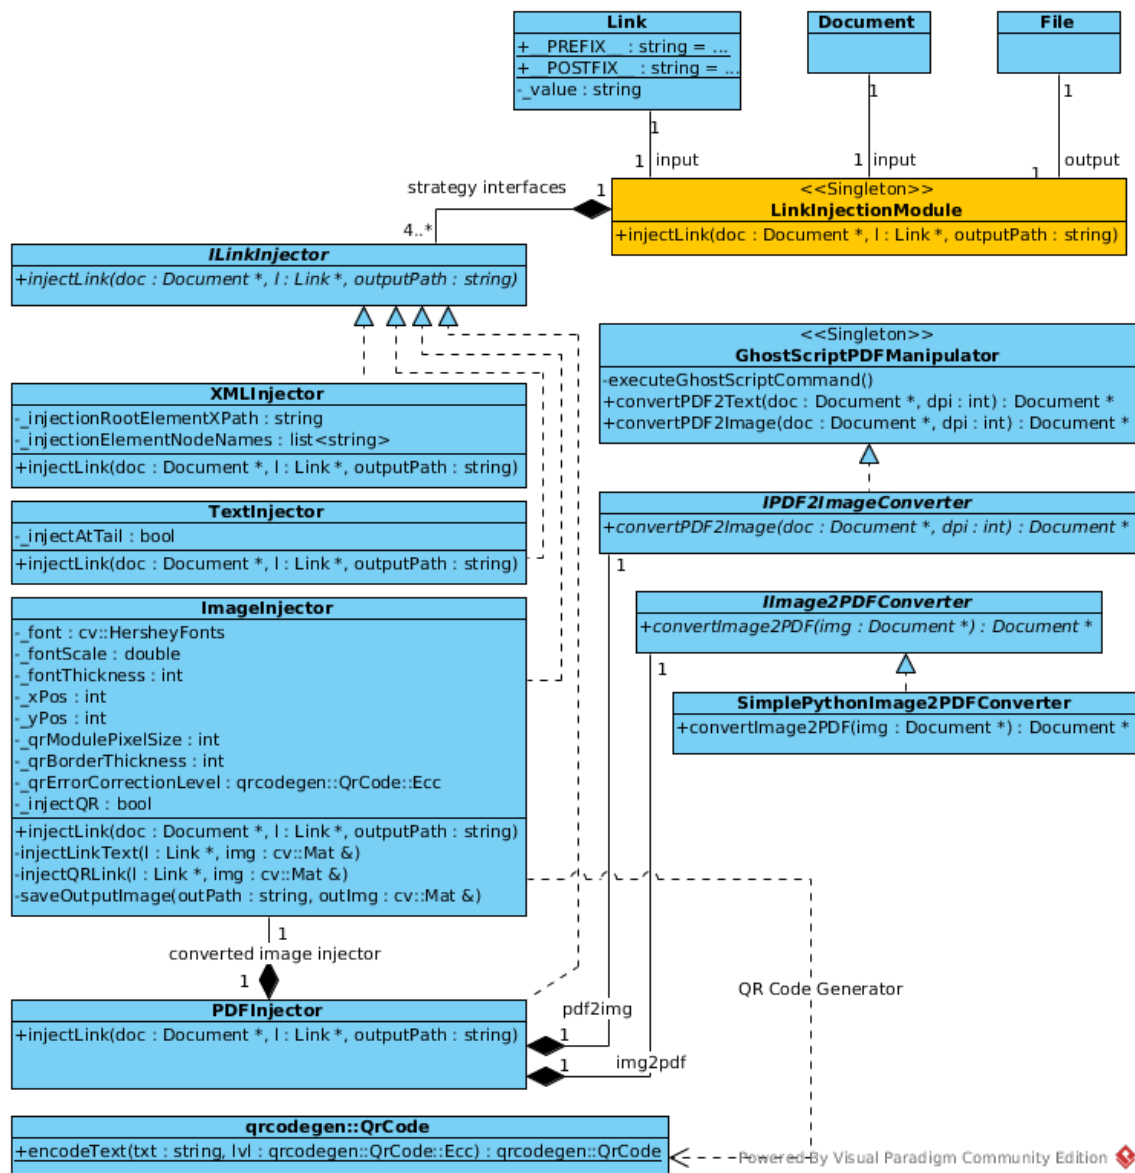 Link
+__PREFIX__ : string = ...
+__POSTFIX__ : string = ...
-_value : string
Document
File
1
1
1
1
input
1
input
1
output
strategy interfaces
1
4..*
<<Singleton>>
LinkInjectionModule
+injectLink(doc : Document *, l : Link *, outputPath : string)
ILinkInjector
+injectLink(doc : Document *, l : Link *, outputPath : string)
<<Singleton>>
GhostScriptPDFManipulator
-executeGhostScriptCommand()
+convertPDF2Text(doc : Document *, dpi : int) : Document *
+convertPDF2Image(doc : Document *, dpi : int) : Document *
XMLInjector
-_injectionRootElementXPath : string
-_injectionElementNodeNames : list<string>
+injectLink(doc : Document *, l : Link *, outputPath : string)
IPDF2ImageConverter
+convertPDF2Image(doc : Document *, dpi : int) : Document *
1
TextInjector
-_injectAtTail : bool
+injectLink(doc : Document *, l : Link *, outputPath : string)
IImage2PDFConverter
+convertImage2PDF(img : Document *) : Document *
1
SimplePythonImage2PDFConverter
+convertImage2PDF(img : Document *) : Document *
ImageInjector
-_font : cv::HersheyFonts
-_fontScale : double
-_fontThickness : int
-_xPos : int
-_yPos : int
-_qrModulePixelSize : int
-_qrBorderThickness : int
-_qrErrorCorrectionLevel : qrcodegen::QrCode::Ecc
-_injectQR : bool
+injectLink(doc : Document *, l : Link *, outputPath : string)
-injectLinkText(l : Link *, img : cv::Mat &)
-injectQRLink(l : Link *, img : cv::Mat &)
-saveOutputImage(outPath : string, outImg : cv::Mat &)
1
converted image injector
1
QR Code Generator
PDFInjector
+injectLink(doc : Document *, l : Link *, outputPath : string)
pdf2img
1
img2pdf
1
qrcodegen::QrCode
+encodeText(txt : string, lvl : qrcodegen::QrCode::Ecc) : qrcodegen::QrCode
Powered By Visual Paradigm Community Edition